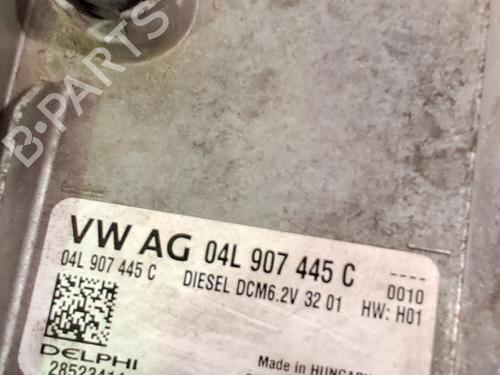 B-PARTS
VW AG 04L 907 445 C ----
04L 907 445 C DIESEL DCM6.2V 32 01 0010
HW: H01
DELPHI
Made in